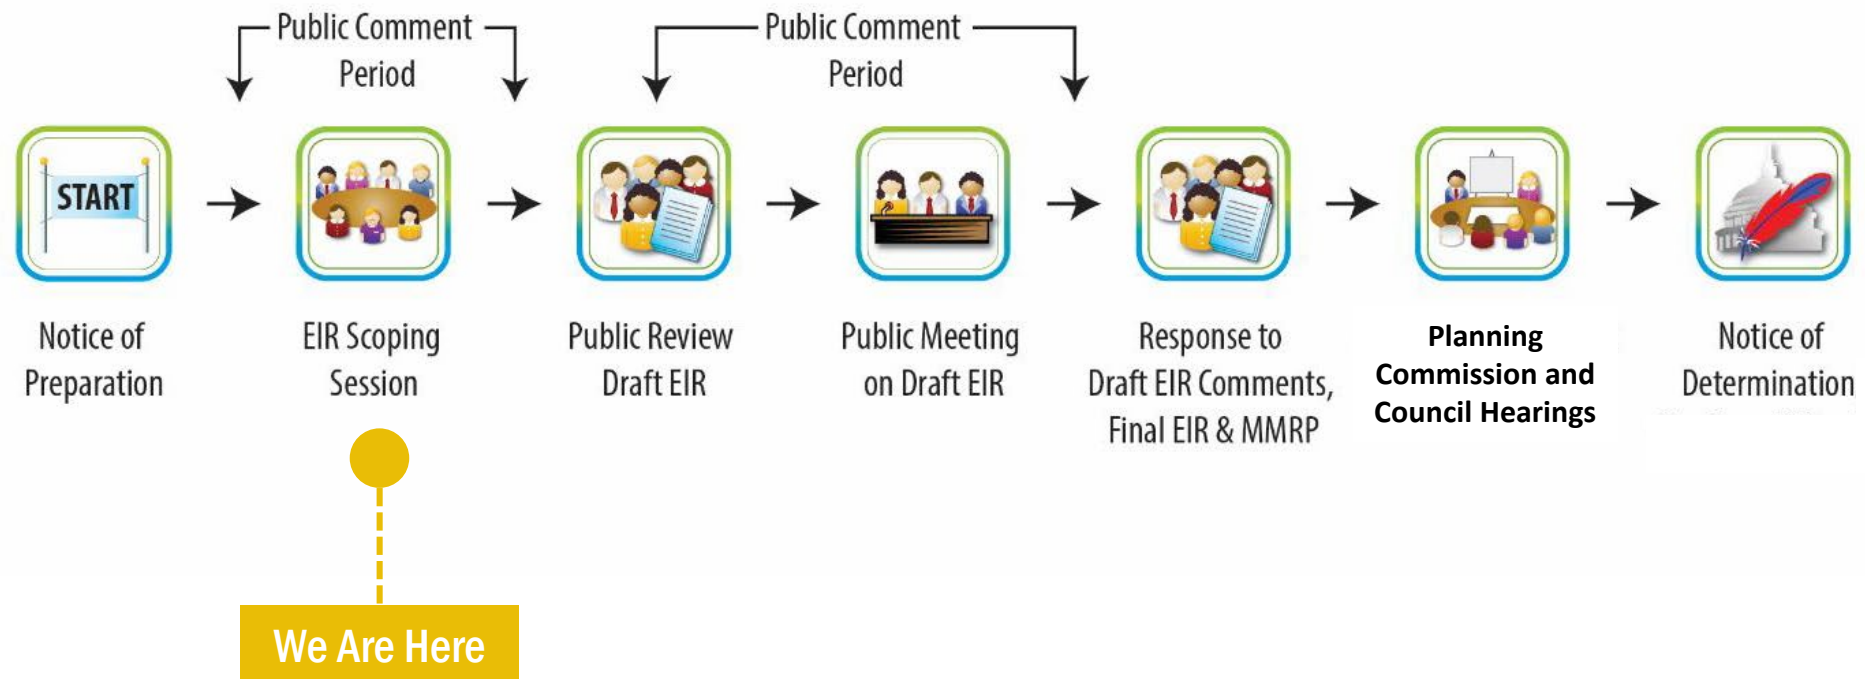 Public Comment
Period
Public Comment
Period
START
Notice of
Preparation
EIR Scoping
Session
Public Review
Draft EIR
Public Meeting
on Draft EIR
Response to
Draft EIR Comments,
Final EIR & MMRP
Planning
Commission and
Council Hearings
Notice of
Determination
We Are Here